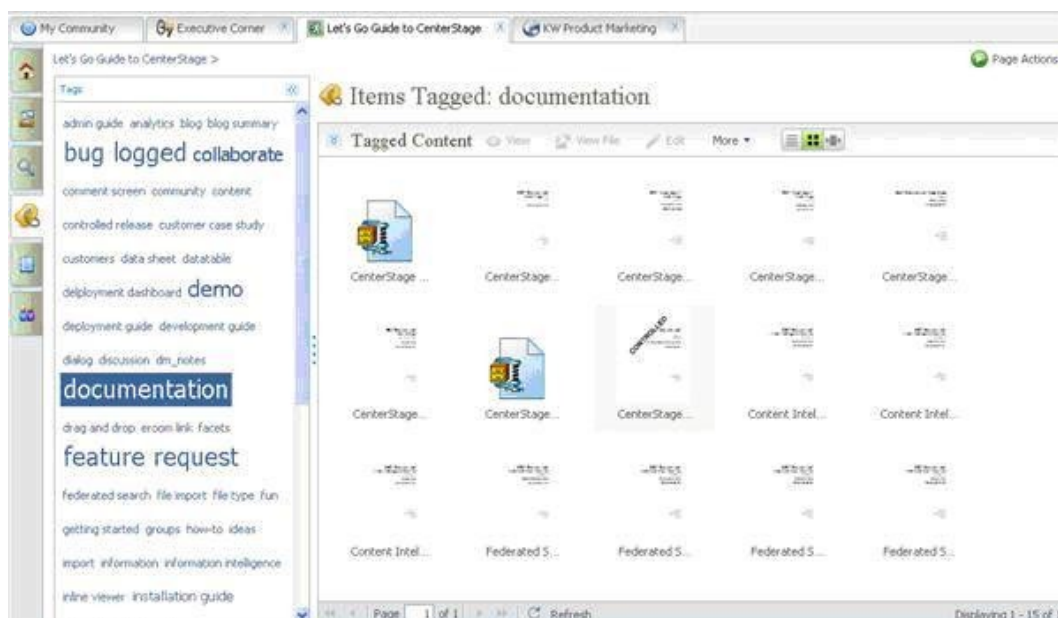 My Community Executive Corner Let's Go Guide to CenterStage KW Product Marketing
Let's Go Guide to CenterStage >
Page Actions
Tags
admin guide analytics blog blog summary
bug logged collaborate
comment screen community content
controlled release customer case study
customers data sheet datatable
delployment dashboard demo
deployment guide development guide
dialog discussion dm_notes
documentation
drag and drop eroom link facets
feature request
federated search file import file type fun
getting started groups how-to ideas
import information information intelligence
inline viewer installation guide
Items Tagged: documentation
Tagged Content View View File Edit More
CenterStage ... CenterStage... CenterStage... CenterStage... CenterStage...
CONTROLLED
CenterStage... CenterStage... CenterStage... Content Intel... Content Intel...
Content Intel... Federated S... Federated S... Federated S... Federated S...
Page 1 of 1 Refresh Displaying 1 - 15 of